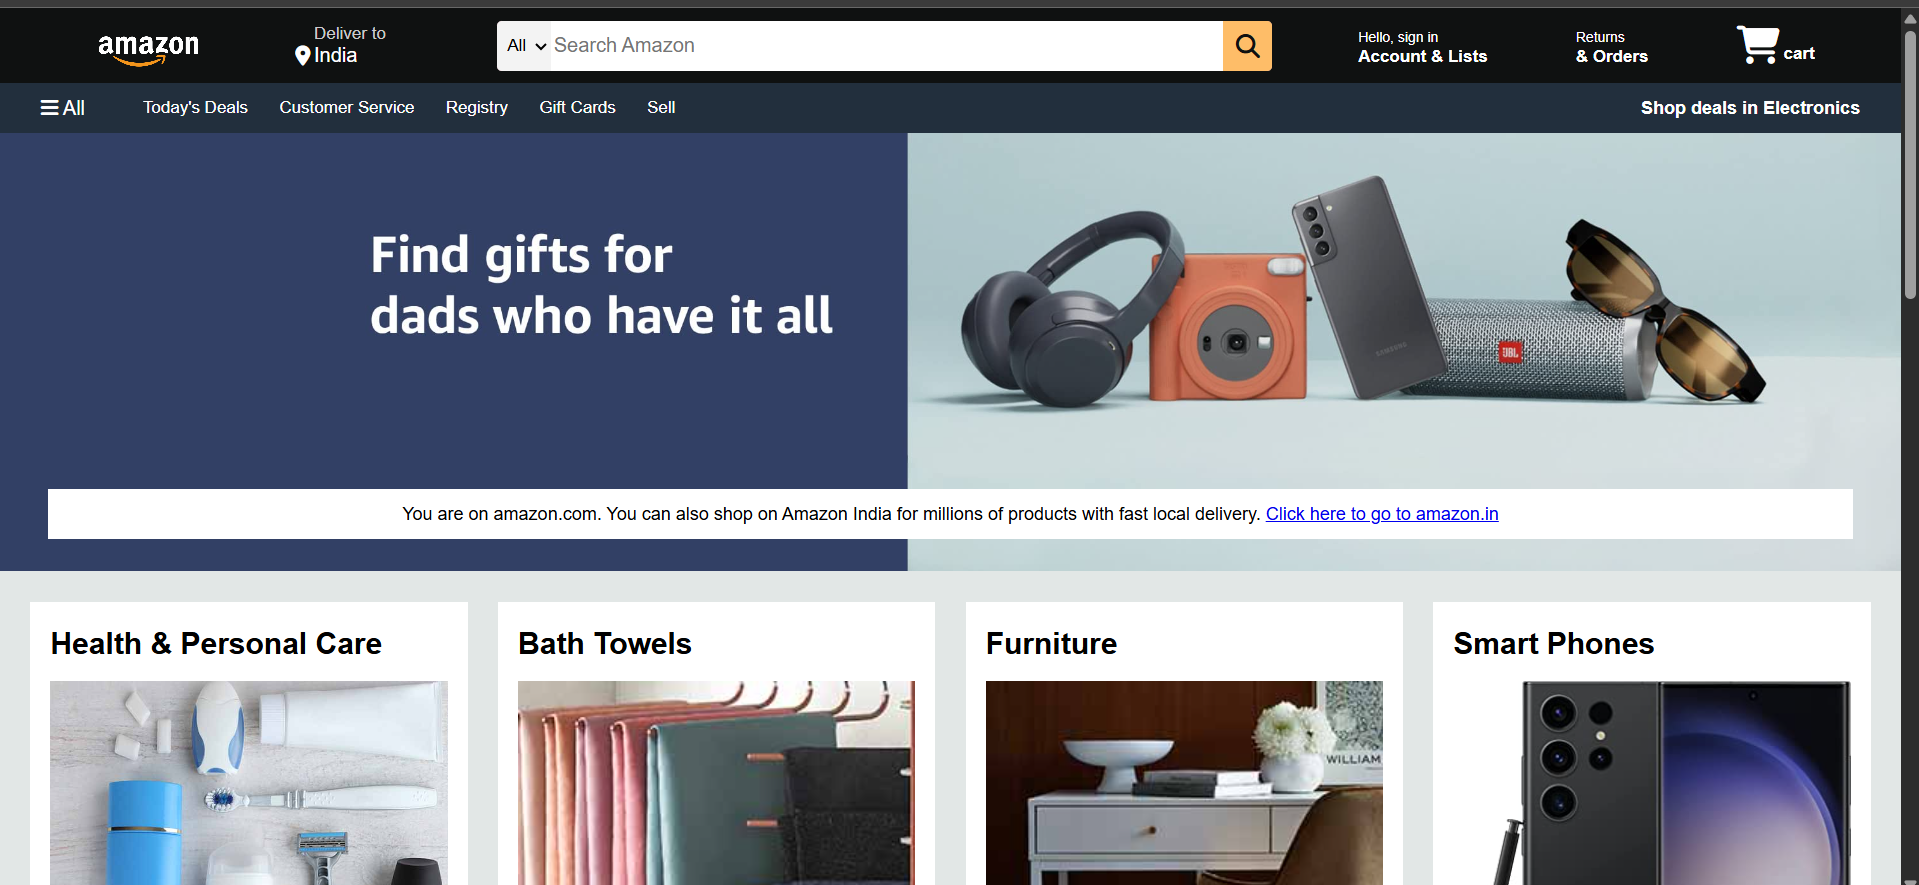 amazon
Deliver to
India
All
Search Amazon
Hello, sign in
Account & Lists
Returns
& Orders
cart
All
Today's Deals
Customer Service
Registry
Gift Cards
Sell
Shop deals in Electronics
Find gifts for
dads who have it all
SAMSUNG
JBL
You are on amazon.com. You can also shop on Amazon India for millions of products with fast local delivery. Click here to go to amazon.in
Health & Personal Care
Bath Towels
Furniture
Smart Phones
WILLIAM